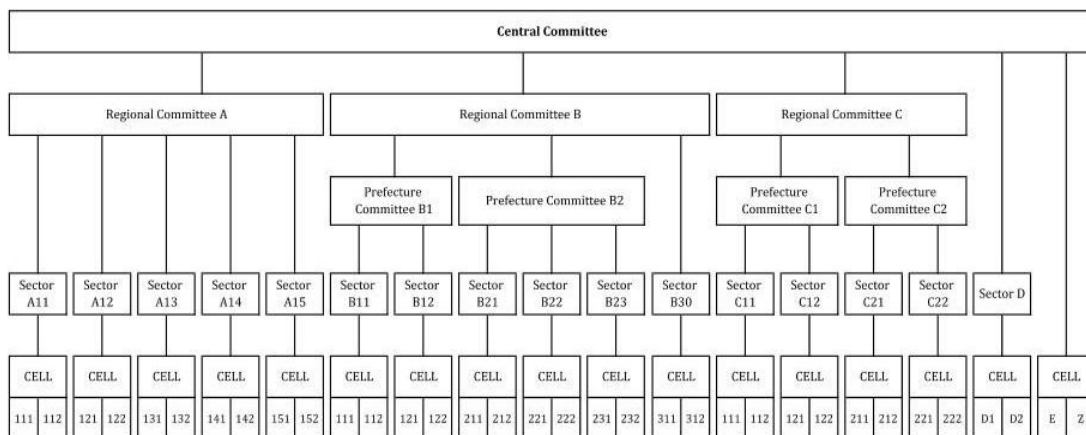 Central Committee
Regional Committee A
Regional Committee B
Regional Committee C
Prefecture
Committee B1
Prefecture Committee B2
Prefecture
Committee C1
Prefecture
Committee C2
Sector
A11
Sector
A12
Sector
A13
Sector
A14
Sector
A15
Sector
B11
Sector
B12
Sector
B21
Sector
B22
Sector
B23
Sector
B30
Sector
C11
Sector
C12
Sector
C21
Sector
C22
Sector D
CELL CELL CELL CELL CELL CELL CELL CELL CELL CELL CELL CELL CELL CELL CELL CELL CELL
111 112 121 122 131 132 141 142 151 152 111 112 121 122 211 212 221 222 231 232 311 312 111 112 121 122 211 212 221 222 D1 D2 E Z